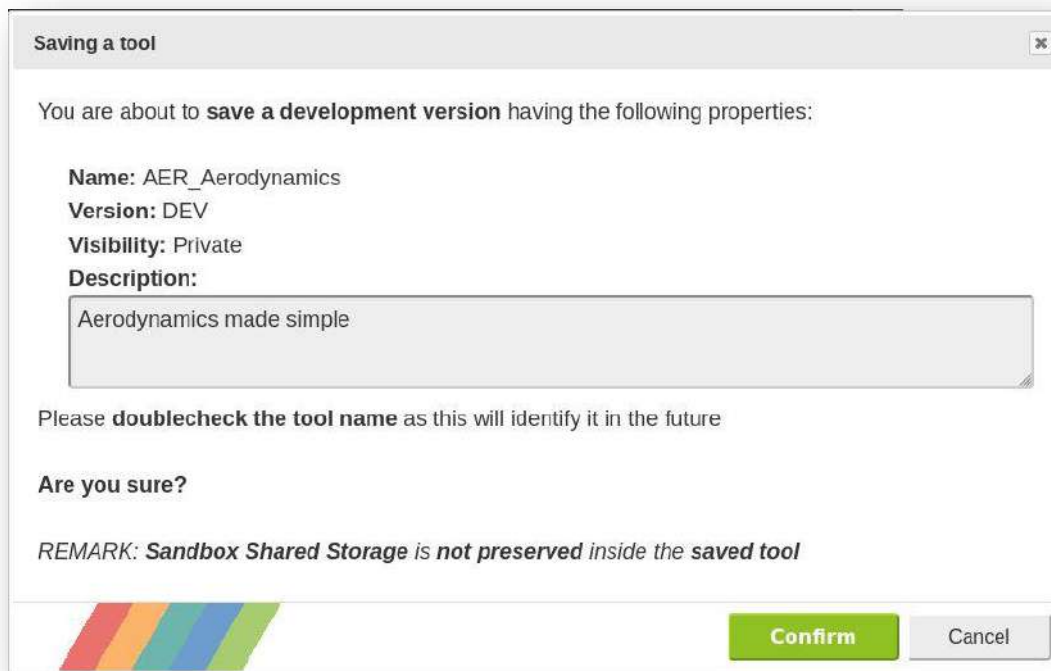 Saving a tool
You are about to save a development version having the following properties:
Name: AER_Aerodynamics
Version: DEV
Visibility: Private
Description:
Aerodynamics made simple
Please doublecheck the tool name as this will identify it in the future
Are you sure?
REMARK: Sandbox Shared Storage is not preserved inside the saved tool
Confirm Cancel